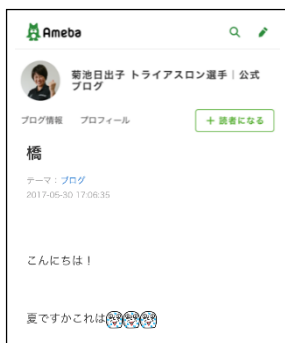 Ameba
菊池日出子 トライアスロン選手｜公式
ブログ
ブログ情報 プロフィール
＋読者になる
橋
テーマ：ブログ
2017-05-30 17:06:35
こんにちは！
夏ですかこれは